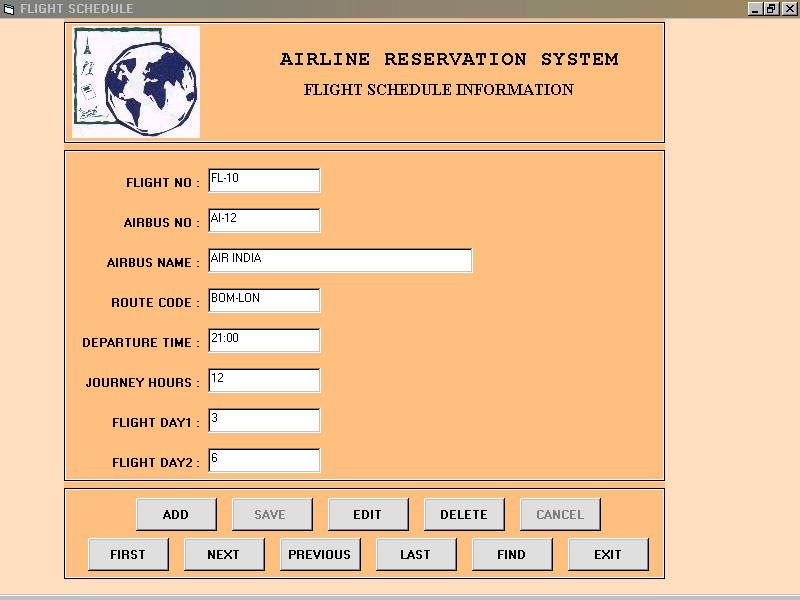 FLIGHT SCHEDULE
AIRLINE RESERVATION SYSTEM
FLIGHT SCHEDULE INFORMATION
FLIGHT NO : FL-10
AIRBUS NO : AI-12
AIRBUS NAME : AIR INDIA
ROUTE CODE : BOM-LON
DEPARTURE TIME : 21:00
JOURNEY HOURS : 12
FLIGHT DAY1 : 3
FLIGHT DAY2 : 6
ADD SAVE EDIT DELETE CANCEL
FIRST NEXT PREVIOUS LAST FIND EXIT